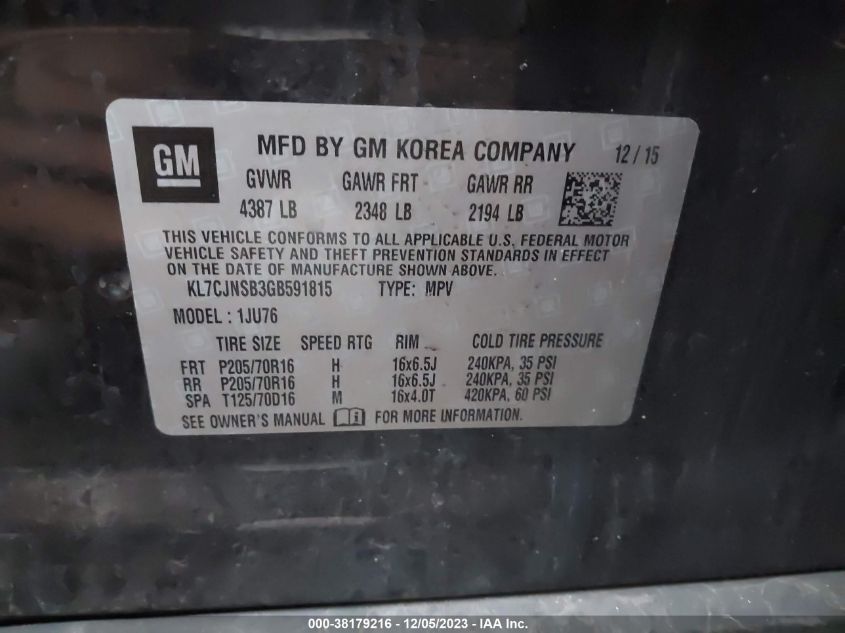 GM
MFD BY GM KOREA COMPANY 12 / 15
GVWR GAWR FRT GAWR RR
4387 LB 2348 LB 2194 LB
THIS VEHICLE CONFORMS TO ALL APPLICABLE U.S. FEDERAL MOTOR
VEHICLE SAFETY AND THEFT PREVENTION STANDARDS IN EFFECT
ON THE DATE OF MANUFACTURE SHOWN ABOVE.
KL7CJNSB3GB591815 TYPE: MPV
MODEL : 1JU76
TIRE SIZE SPEED RTG RIM COLD TIRE PRESSURE
FRT P205/70R16 H 16x6.5J 240KPA, 35 PSI
RR P205/70R16 H 16x6.5J 240KPA, 35 PSI
SPA T125/70D16 M 16x4.0T 420KPA, 60 PSI
SEE OWNER'S MANUAL i FOR MORE INFORMATION.
000-38179216 - 12/05/2023 - IAA Inc.